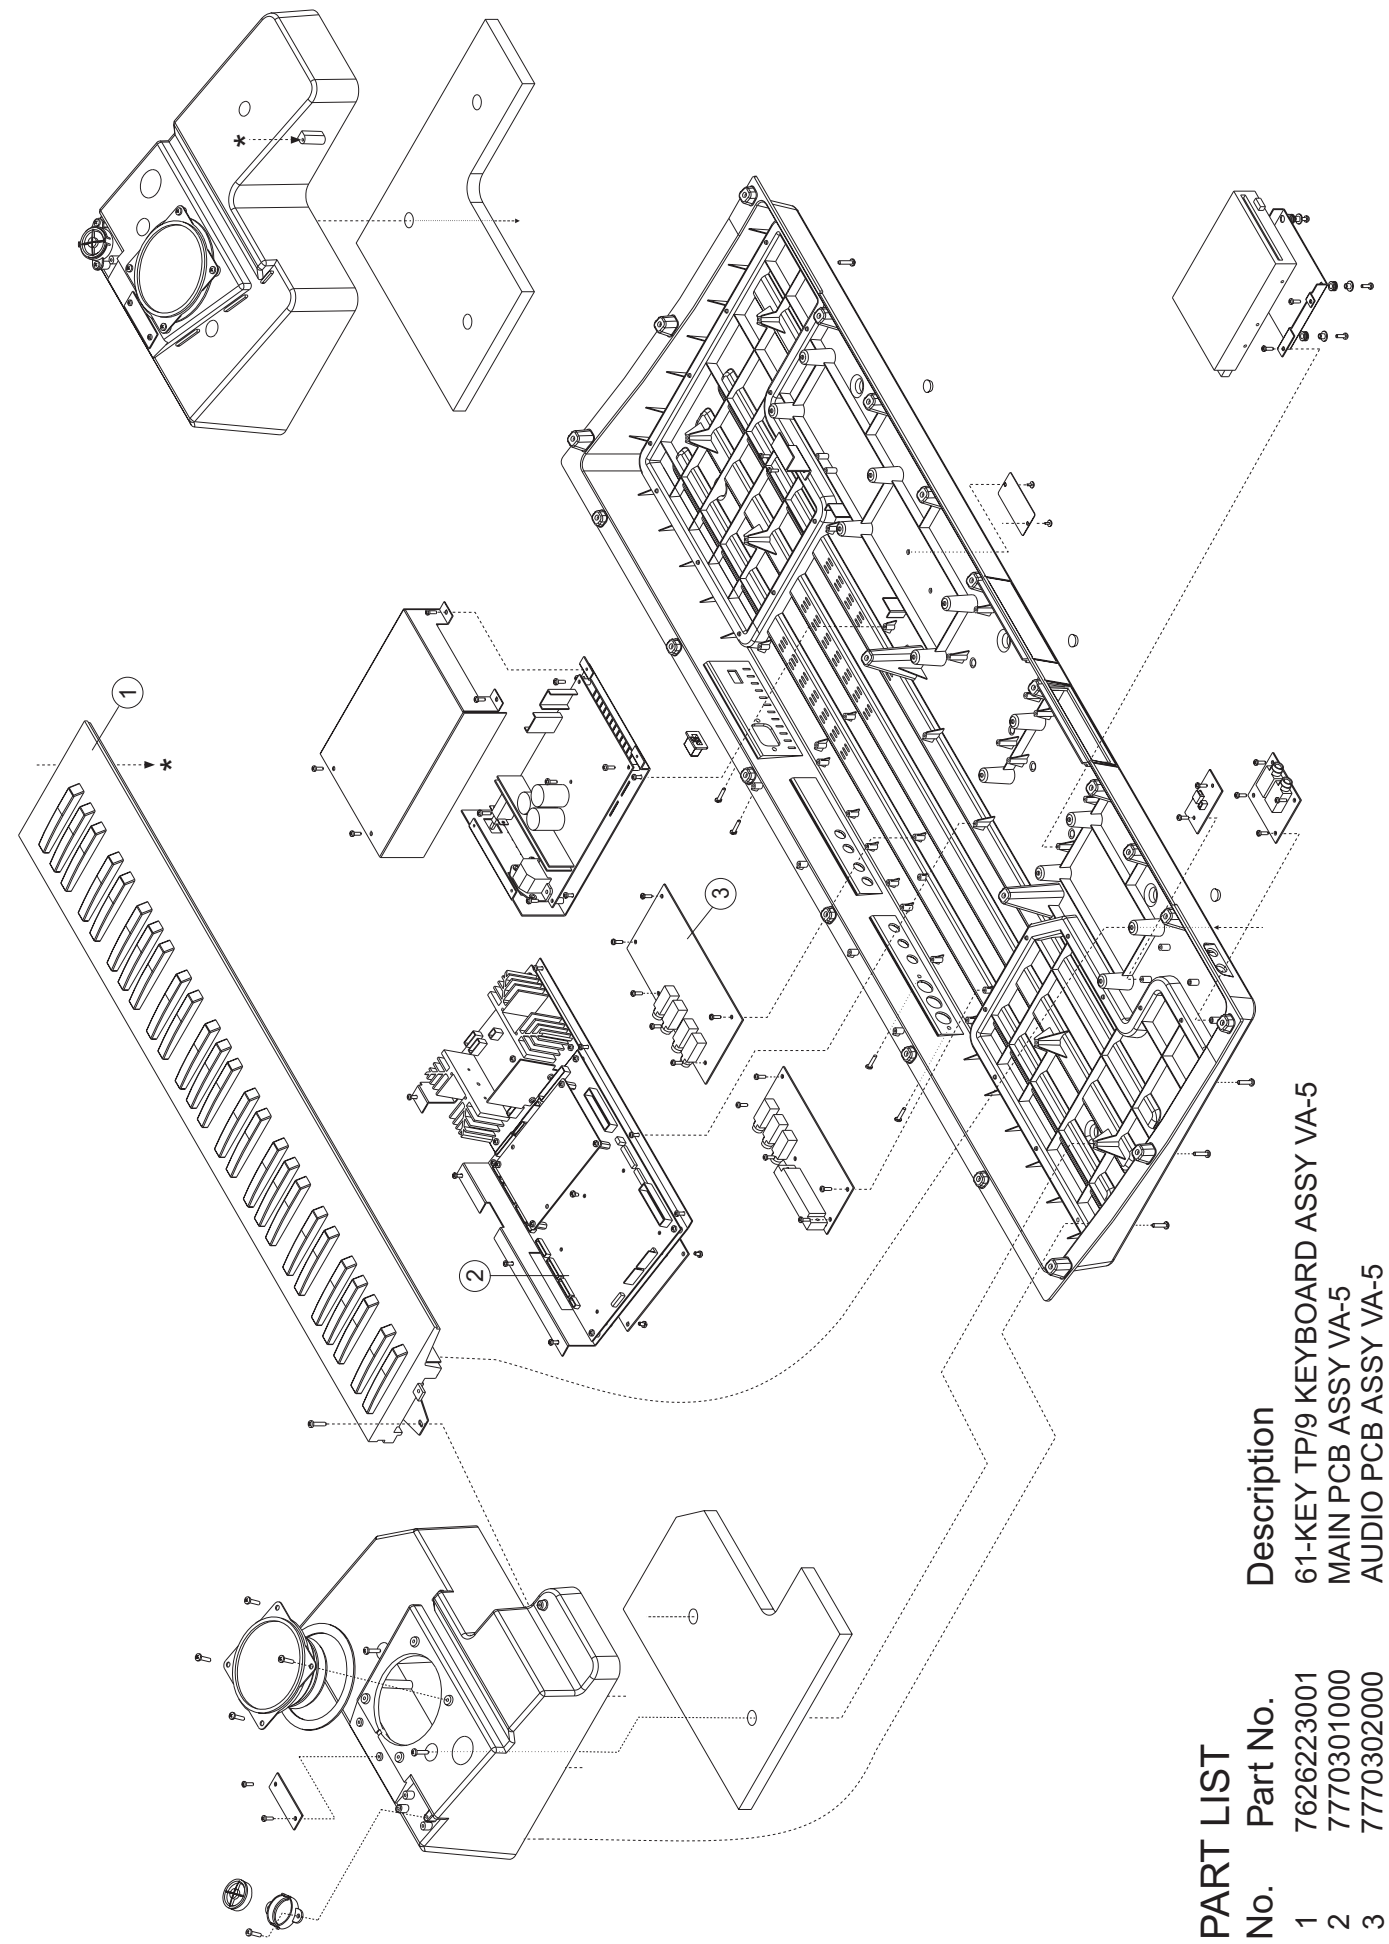 1
*
*
2
3
PART LIST
No. Part No. Description
1 7626223001 61-KEY TP/9 KEYBOARD ASSY VA-5
2 7770301000 MAIN PCB ASSY VA-5
3 7770302000 AUDIO PCB ASSY VA-5